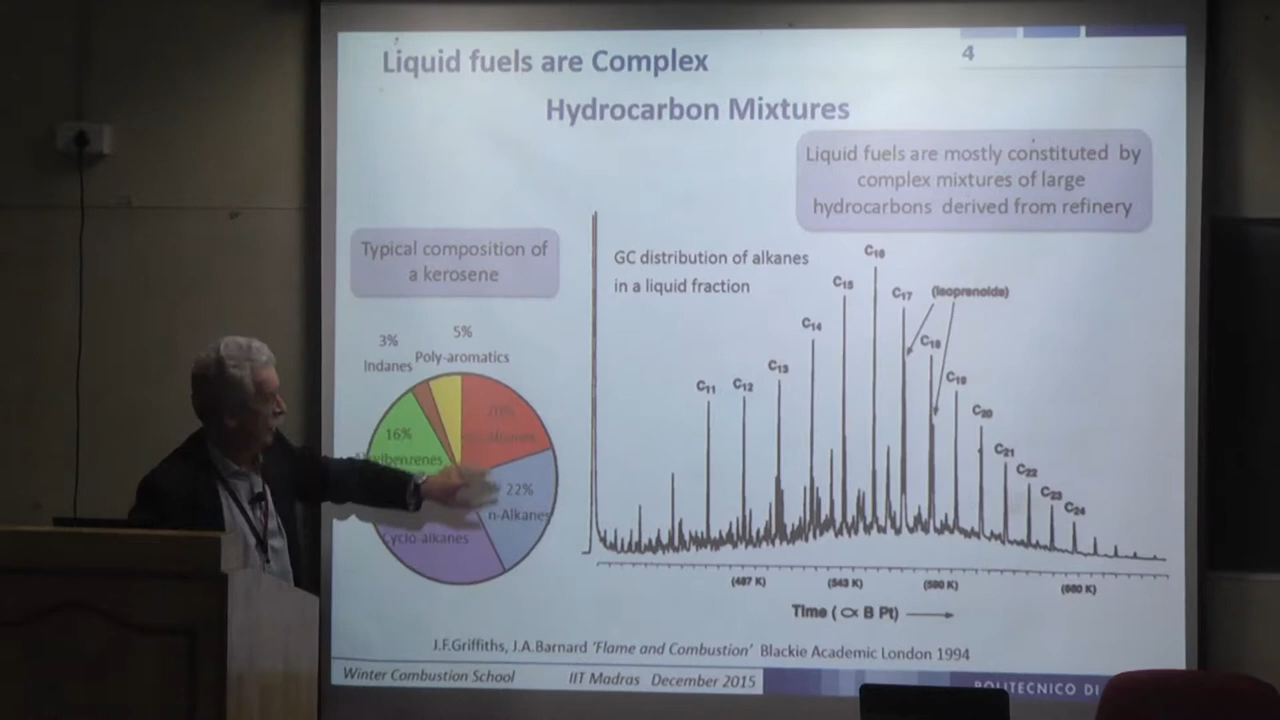 Liquid fuels are Complex
4
Hydrocarbon Mixtures
Liquid fuels are mostly constituted by
complex mixtures of large
hydrocarbons derived from refinery
Typical composition of
a kerosene
3%
Indanes
5%
Poly-aromatics
16%
22%
n-Alkanes
Cyclo-alkanes
GC distribution of alkanes
in a liquid fraction
C11
C12
C13
C14
C15
C16
C17
(Isoprenoids)
C18
C19
C20
C21
C22
C23
C24
(487 K)
(543 K)
(590 K)
(660 K)
Time ( ∝ B Pt)
J.F.Griffiths, J.A.Barnard ‘Flame and Combustion’ Blackie Academic London 1994
Winter Combustion School
IIT Madras December 2015
POLITECNICO DI